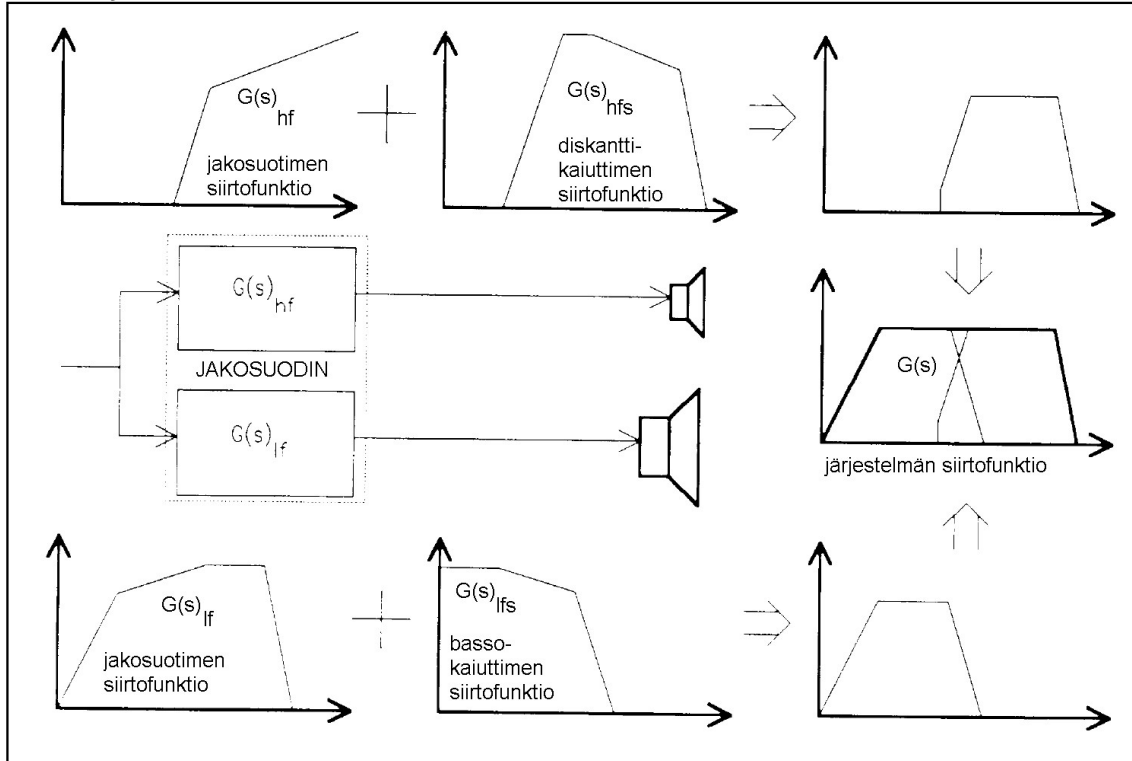 G(s)hf
jakosuotimen
siirtofunktio
G(s)hfs
diskantti-
kaiuttimen
siirtofunktio
G(s)hf
JAKOSUODIN
G(s)lf
G(s)
järjestelmän siirtofunktio
G(s)lf
jakosuotimen
siirtofunktio
G(s)lfs
basso-
kaiuttimen
siirtofunktio